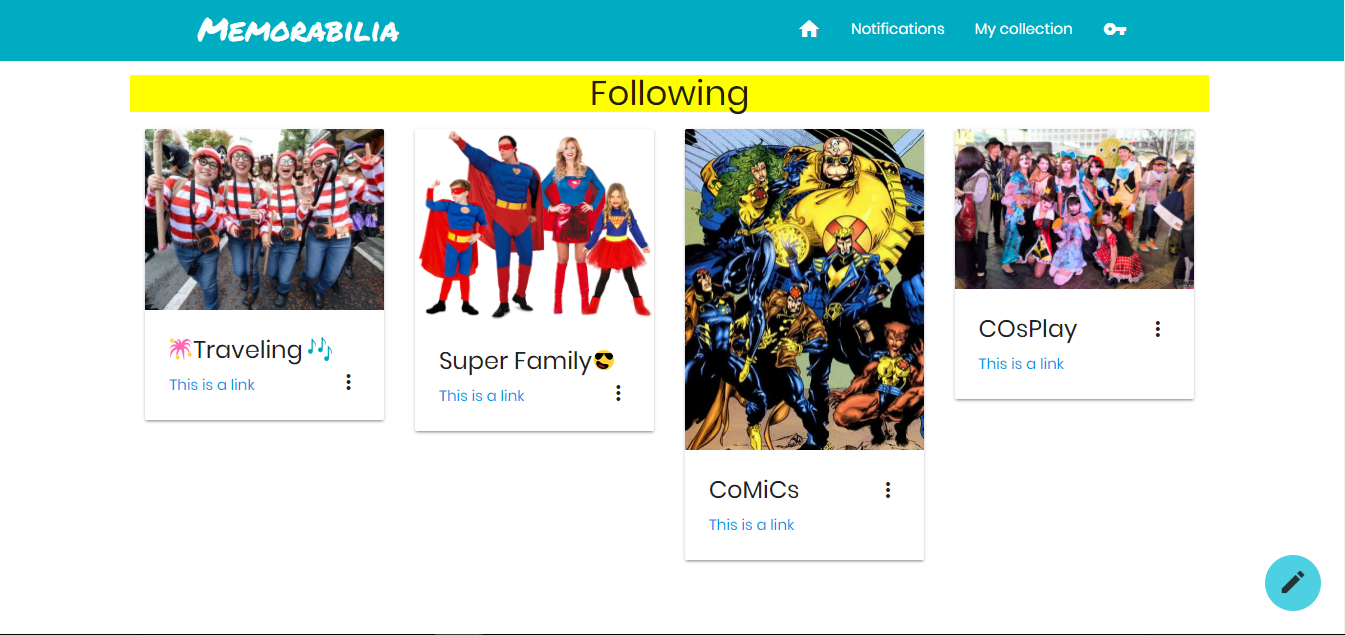 Memorabilia
Notifications
My collection
Following
🌴Traveling🎶
This is a link
Super Family😎
This is a link
CoMiCs
This is a link
COsPlay
This is a link